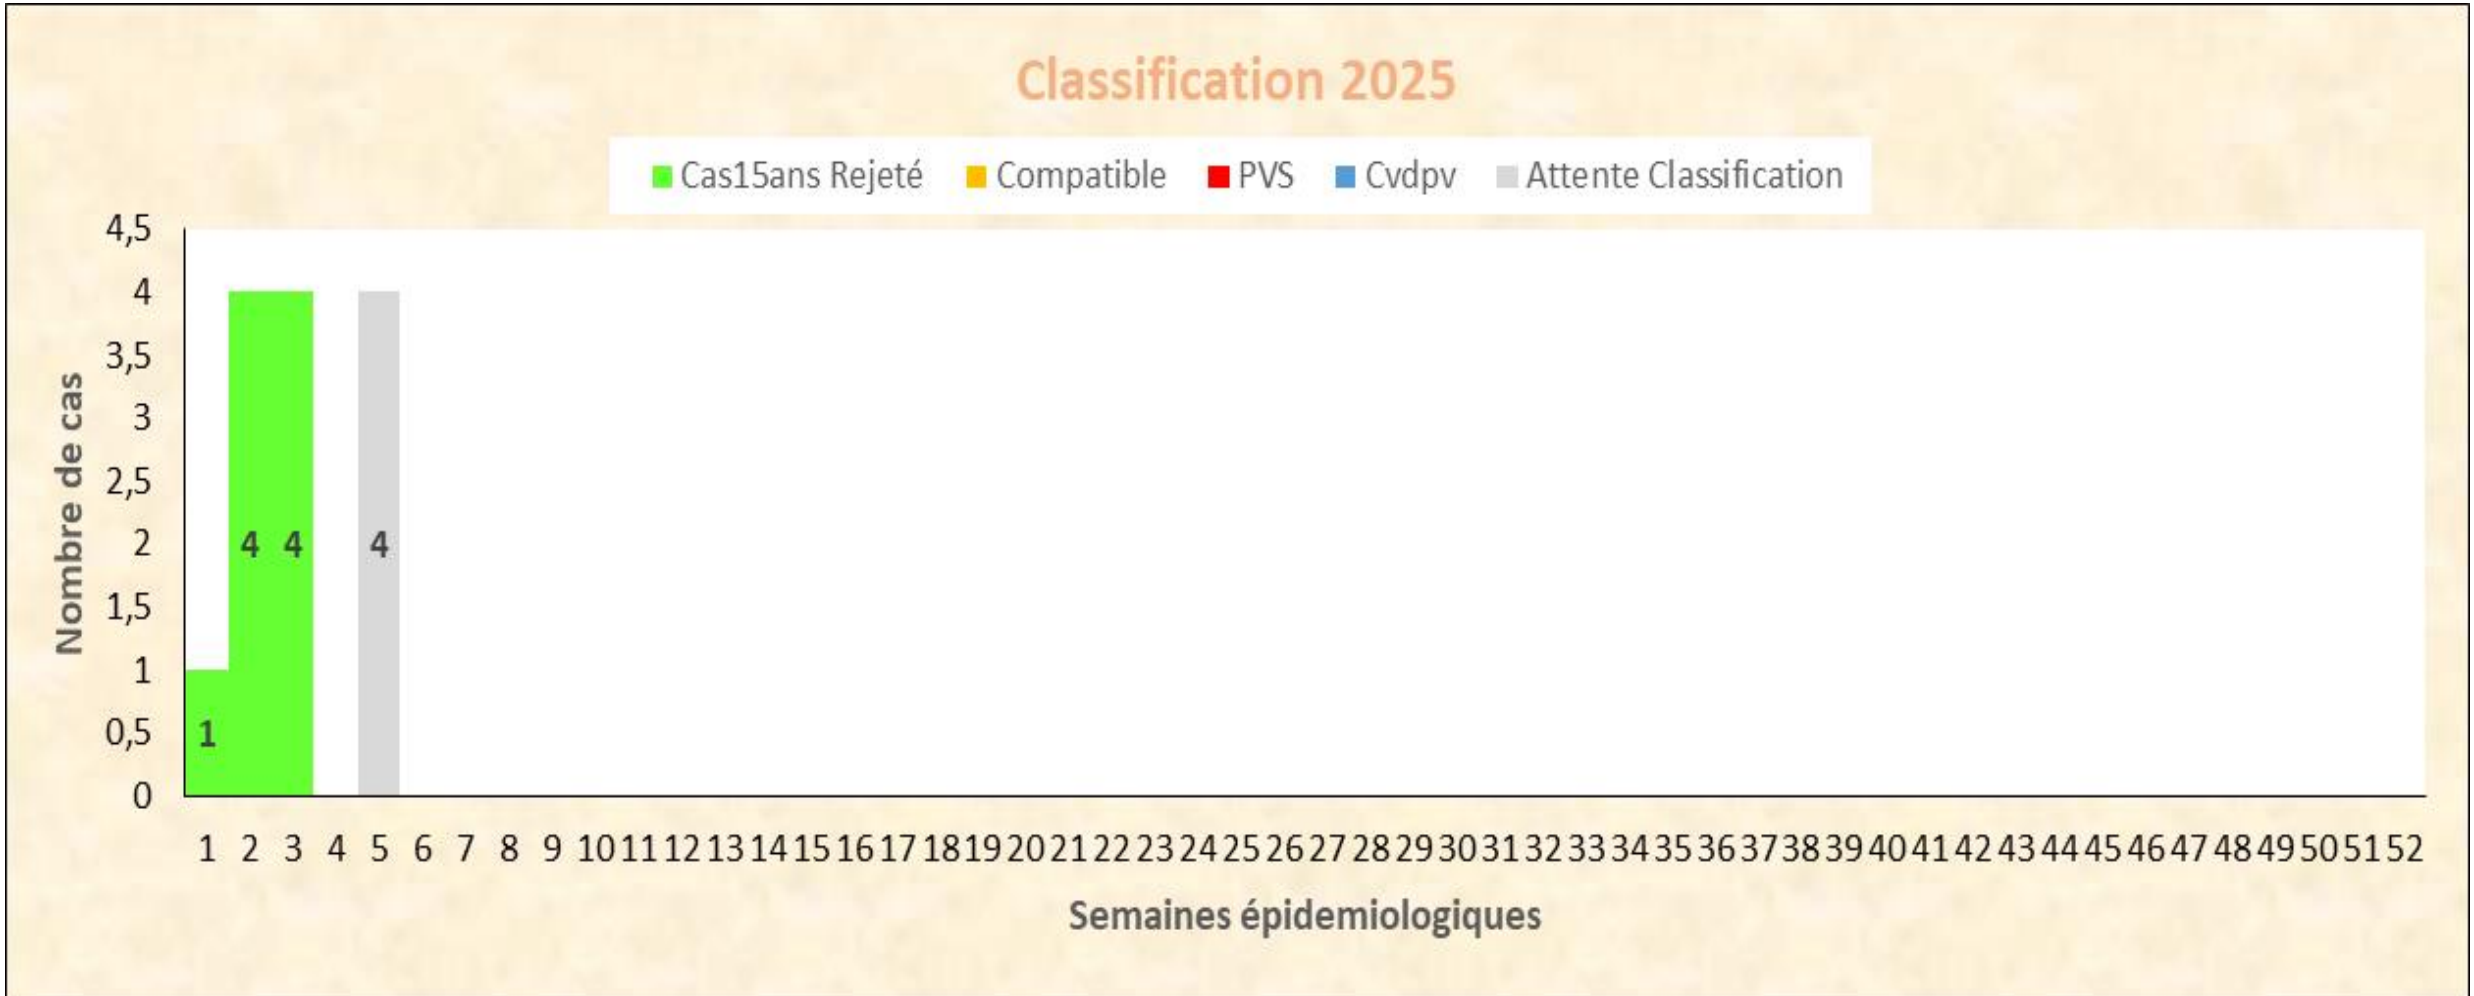 Classification 2025
Cas15ans Rejeté Compatible PVS Cvdpv Attente Classification
4,5
4
3,5
3
2,5
2
1,5
1
0,5
0
Nombre de cas
1
4
4
4
1 2 3 4 5 6 7 8 9 10 11 12 13 14 15 16 17 18 19 20 21 22 23 24 25 26 27 28 29 30 31 32 33 34 35 36 37 38 39 40 41 42 43 44 45 46 47 48 49 50 51 52
Semaines épidemiologiques